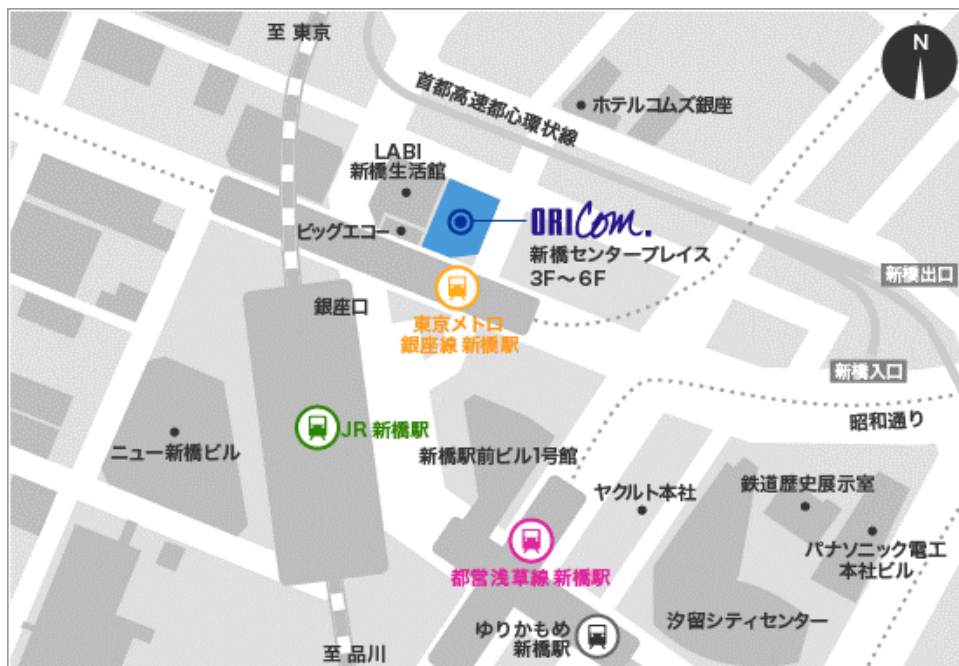 至 東京
N
首都高速都心環状線
ホテルコムズ銀座
LABI
新橋生活館
ORICom.
ビッグエコー
新橋センタープレイス
3F～6F
新橋出口
銀座口
東京メトロ
銀座線 新橋駅
新橋入口
昭和通り
JR 新橋駅
ニュー新橋ビル
新橋駅前ビル1号館
ヤクルト本社
鉄道歴史展示室
パナソニック電工
本社ビル
都営浅草線 新橋駅
汐留シティセンター
ゆりかもめ
新橋駅
至 品川